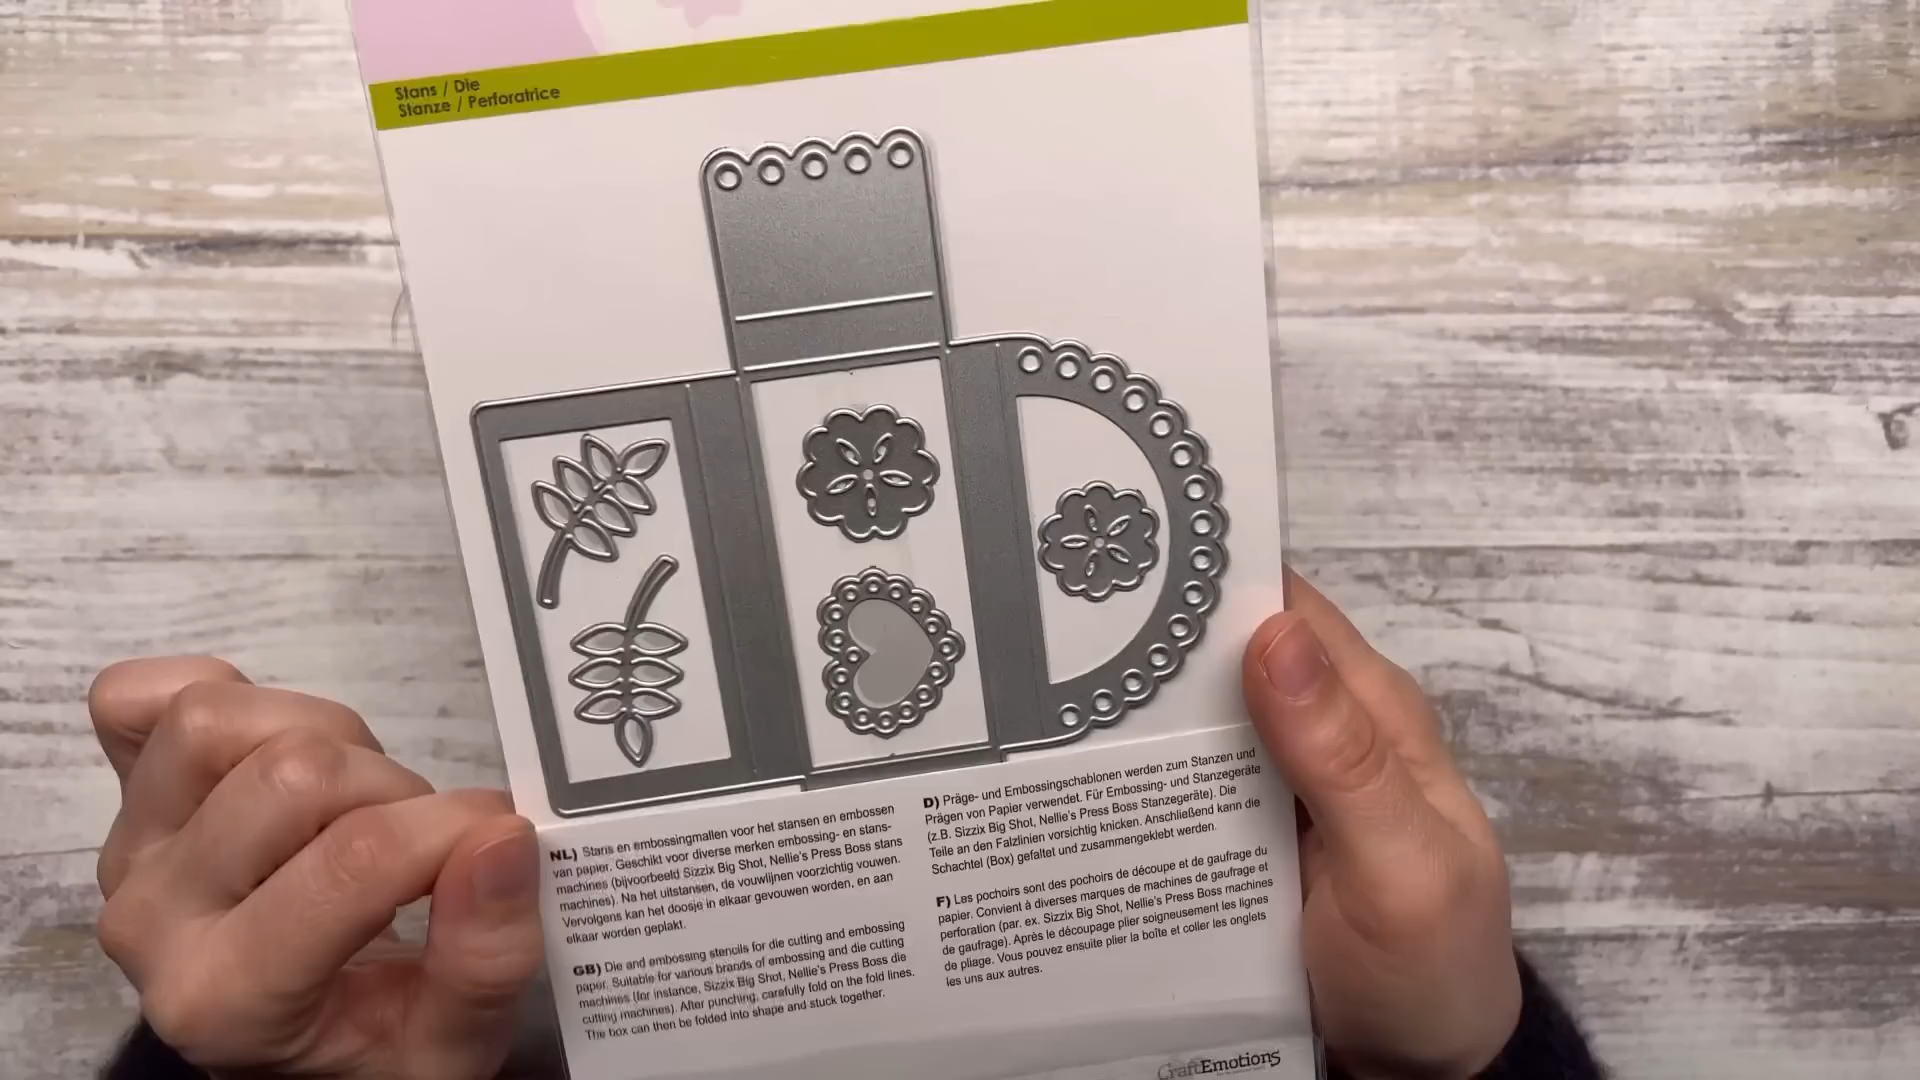 Stans / Die
Stanze / Perforatrice
NL) Stans en embossingmallen voor het stansen en embossen
van papier. Geschikt voor diverse merken embossing- en stans-
machines (bijvoorbeeld Sizzix Big Shot, Nellie's Press Boss stans
machines). Na het uitstansen, de vouwlijnen voorzichtig vouwen.
Vervolgens kan het doosje in elkaar gevouwen worden, en aan
elkaar worden geplakt.
GB) Die and embossing stencils for die cutting and embossing
paper. Suitable for various brands of embossing and die cutting
machines (for instance, Sizzix Big Shot, Nellie's Press Boss die
cutting machines). After punching, carefully fold on the fold lines.
The box can then be folded into shape and stuck together.
D) Präge- und Embossingschablonen werden zum Stanzen und
Prägen von Papier verwendet. Für Embossing- und Stanzegeräte
(z.B. Sizzix Big Shot, Nellie's Press Boss Stanzegeräte). Die
Teile an den Falzlinien vorsichtig knicken. Anschließend kann die
Schachtel (Box) gefaltet und zusammengeklebt werden.
F) Les pochoirs sont des pochoirs de découpe et de gaufrage du
papier. Convient à diverses marques de machines de gaufrage et
perforation (par. ex. Sizzix Big Shot, Nellie's Press Boss machines
de gaufrage). Après le découpage plier soigneusement les lignes
de pliage. Vous pouvez ensuite plier la boîte et coller les onglets
les uns aux autres.
CraftEmotions